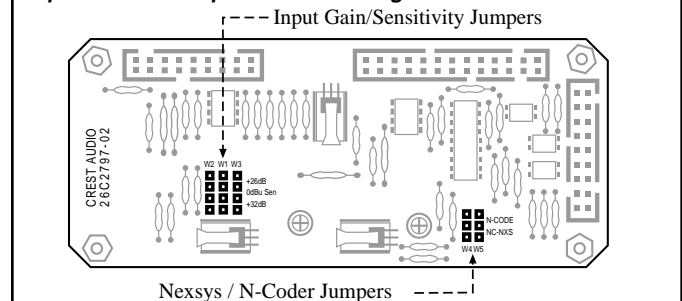 Input Gain/Sensitivity Jumpers
CREST AUDIO
26C2797-02
W2 W1 W3
+26dB
0dBu Sen
+32dB
N-CODE
NC-NXS
W4 W5
Nexsys / N-Coder Jumpers